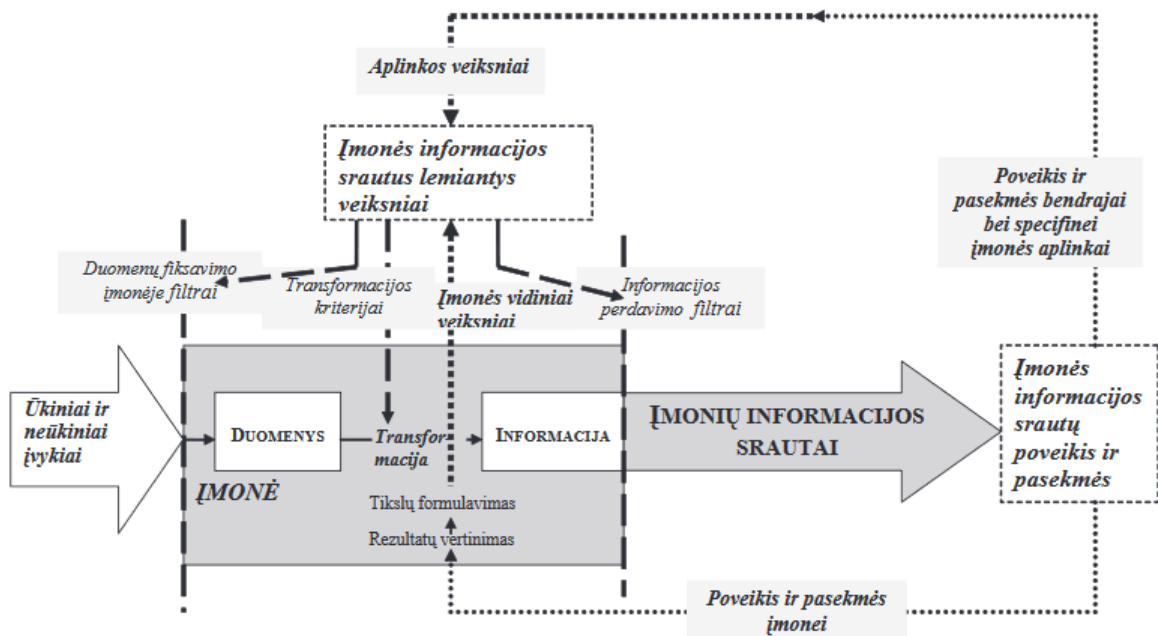 Aplinkos veiksniai
Įmonės informacijos
srautus lemiantys
veiksniai
Poveikis ir
pasekmės bendrajai
bei specifinei
įmonės aplinkai
Duomenų fiksavimo
įmonėje filtrai
Transformacijos
kriterijai
Įmonės vidiniai
veiksniai
Informacijos
perdavimo filtrai
Ūkiniai ir
neūkiniai
įvykiai
DUOMENYS
Transfor-
macija
INFORMACIJA
ĮMONIŲ INFORMACIJOS
SRAUTAI
Įmonės
informacijos
srautų
poveikis ir
pasekmės
ĮMONĖ
Tikslų formulavimas
Rezultatų vertinimas
Poveikis ir pasekmės
įmonei